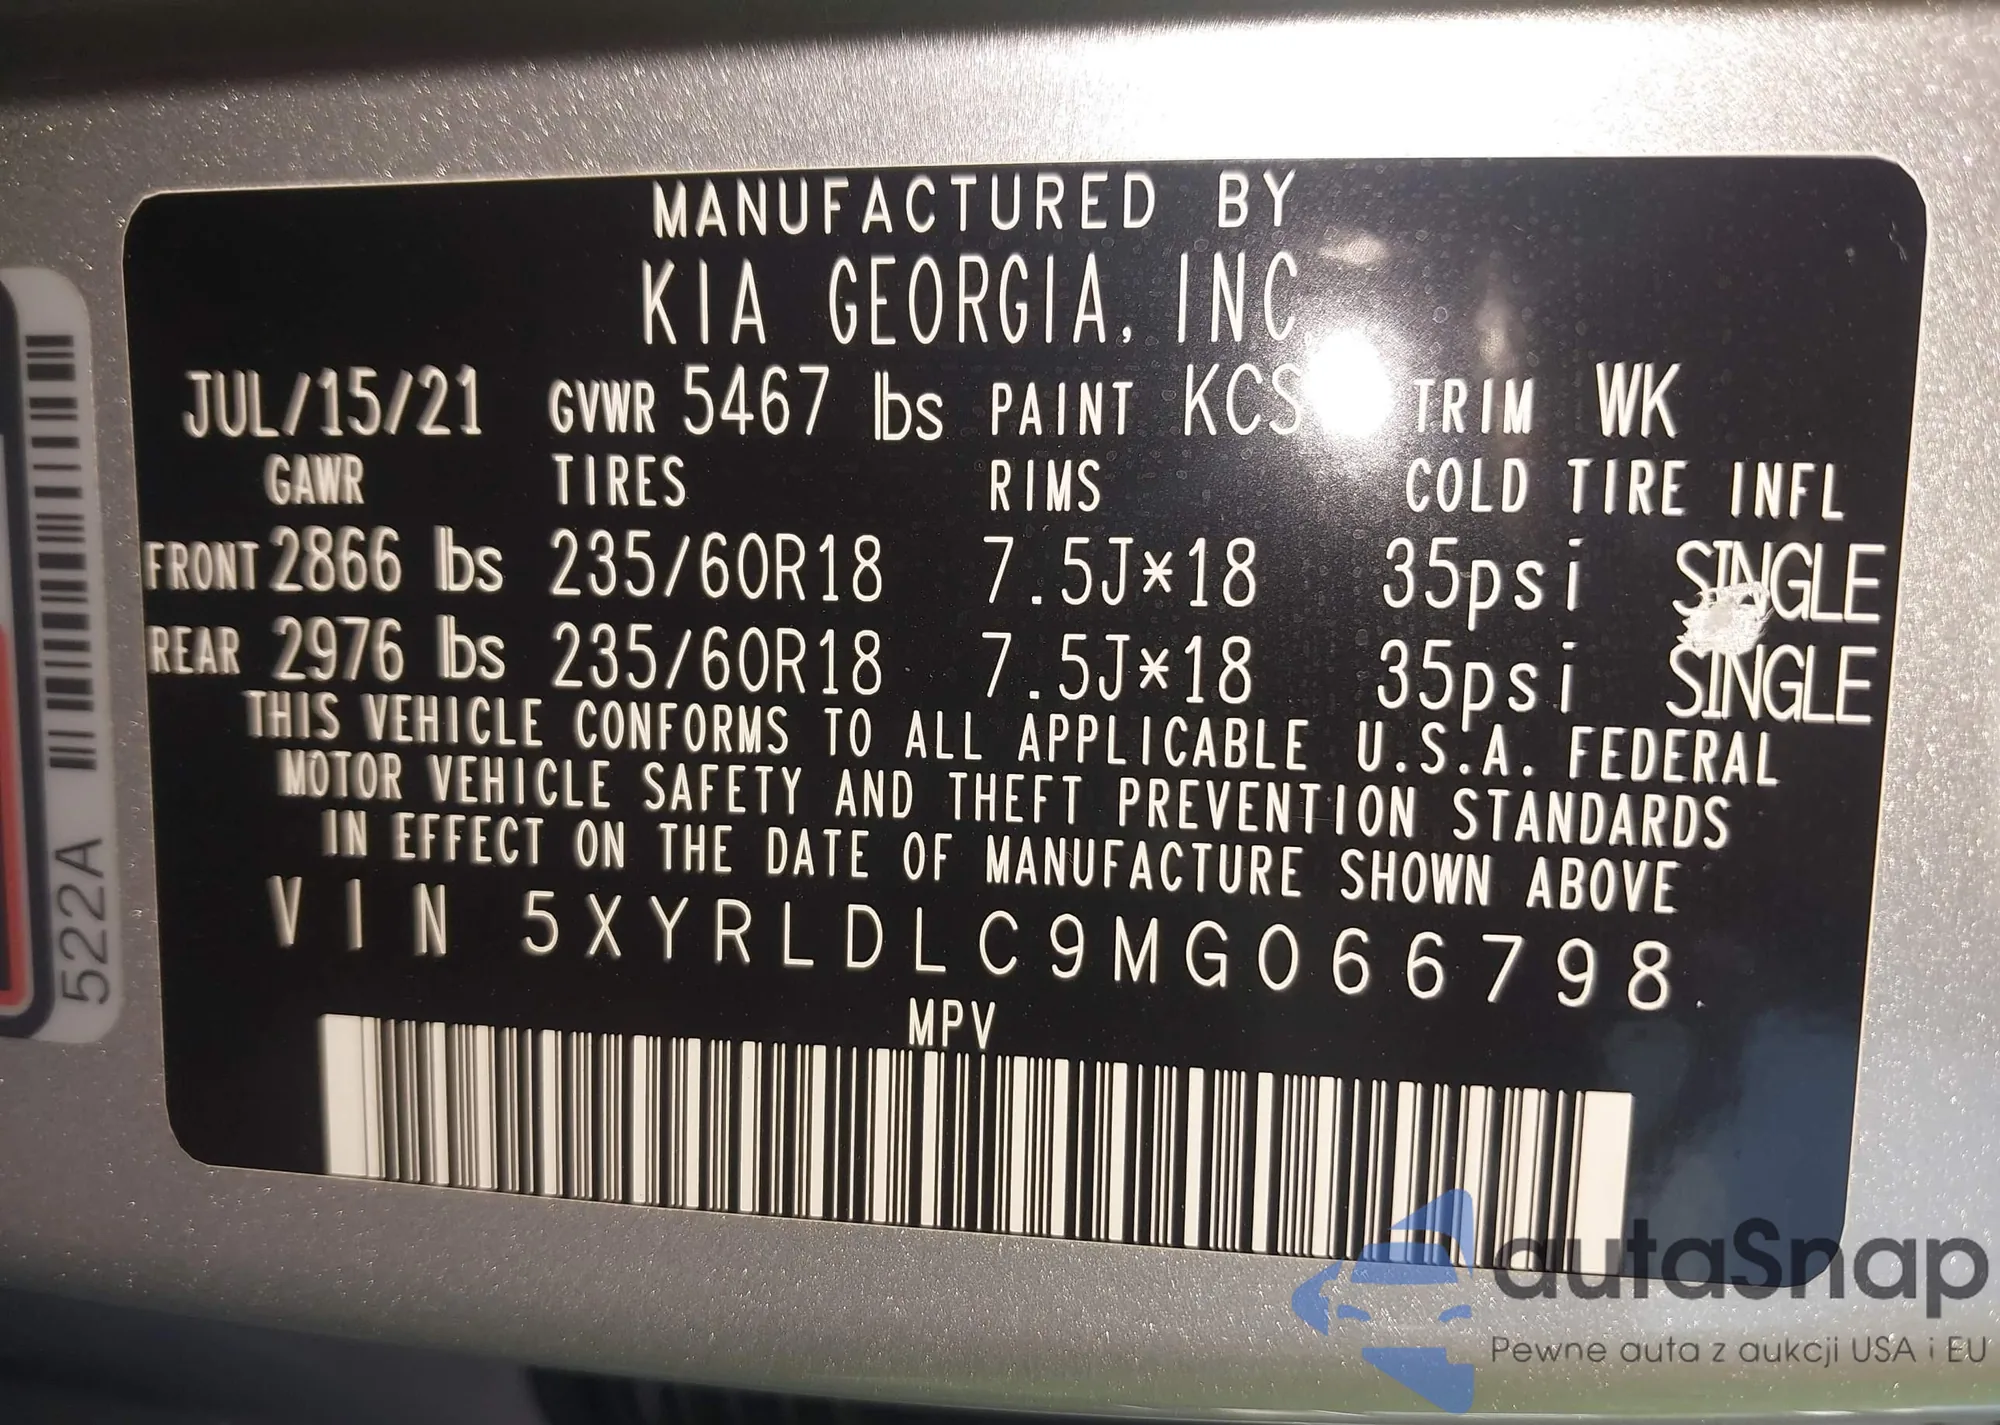 MANUFACTURED BY
KIA GEORGIA, INC
JUL/15/21 GVWR 5467 lbs PAINT KCS TRIM WK
GAWR TIRES RIMS COLD TIRE INFL
FRONT 2866 lbs 235/60R18 7.5J*18 35psi SINGLE
REAR 2976 lbs 235/60R18 7.5J*18 35psi SINGLE
THIS VEHICLE CONFORMS TO ALL APPLICABLE U.S.A. FEDERAL
MOTOR VEHICLE SAFETY AND THEFT PREVENTION STANDARDS
IN EFFECT ON THE DATE OF MANUFACTURE SHOWN ABOVE
VIN 5XYRLDLC9MG066798
MPV
522A
autaSnap
Pewne auta z aukcji USA i EU